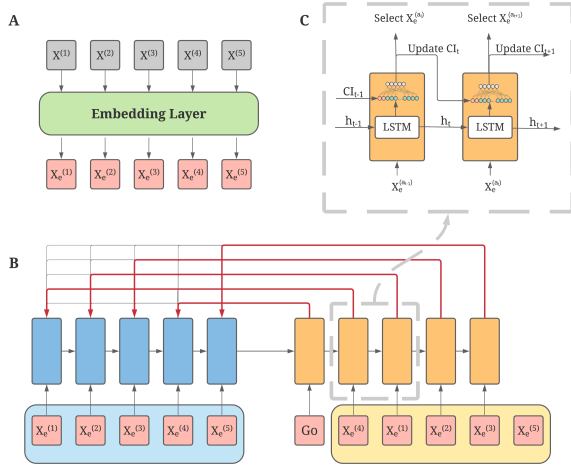 A
X⁽¹⁾ X⁽²⁾ X⁽³⁾ X⁽⁴⁾ X⁽⁵⁾
Embedding Layer
Xₑ⁽¹⁾ Xₑ⁽²⁾ Xₑ⁽³⁾ Xₑ⁽⁴⁾ Xₑ⁽⁵⁾
C
Select Xₑ^(aₜ) Select Xₑ^(aₜ₊₁)
Update CIₜ Update CIₜ₊₁
CIₜ₋₁
hₜ₋₁ LSTM hₜ LSTM hₜ₊₁
Xₑ^(aₜ₋₁) Xₑ^(aₜ)
B
Xₑ⁽¹⁾ Xₑ⁽²⁾ Xₑ⁽³⁾ Xₑ⁽⁴⁾ Xₑ⁽⁵⁾ Go Xₑ⁽⁴⁾ Xₑ⁽¹⁾ Xₑ⁽²⁾ Xₑ⁽³⁾ Xₑ⁽⁵⁾